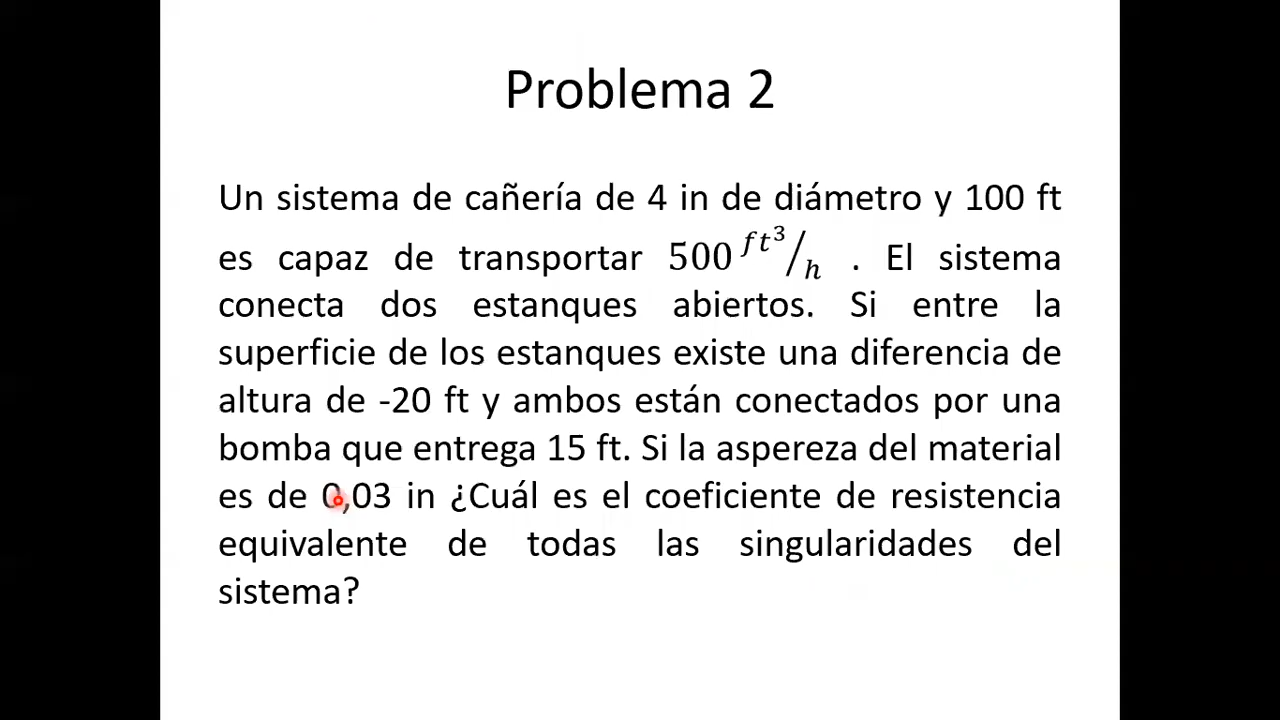 Problema 2
Un sistema de cañería de 4 in de diámetro y 100 ft
es capaz de transportar 500 ft³/h . El sistema
conecta dos estanques abiertos. Si entre la
superficie de los estanques existe una diferencia de
altura de -20 ft y ambos están conectados por una
bomba que entrega 15 ft. Si la aspereza del material
es de 0,03 in ¿Cuál es el coeficiente de resistencia
equivalente de todas las singularidades del
sistema?